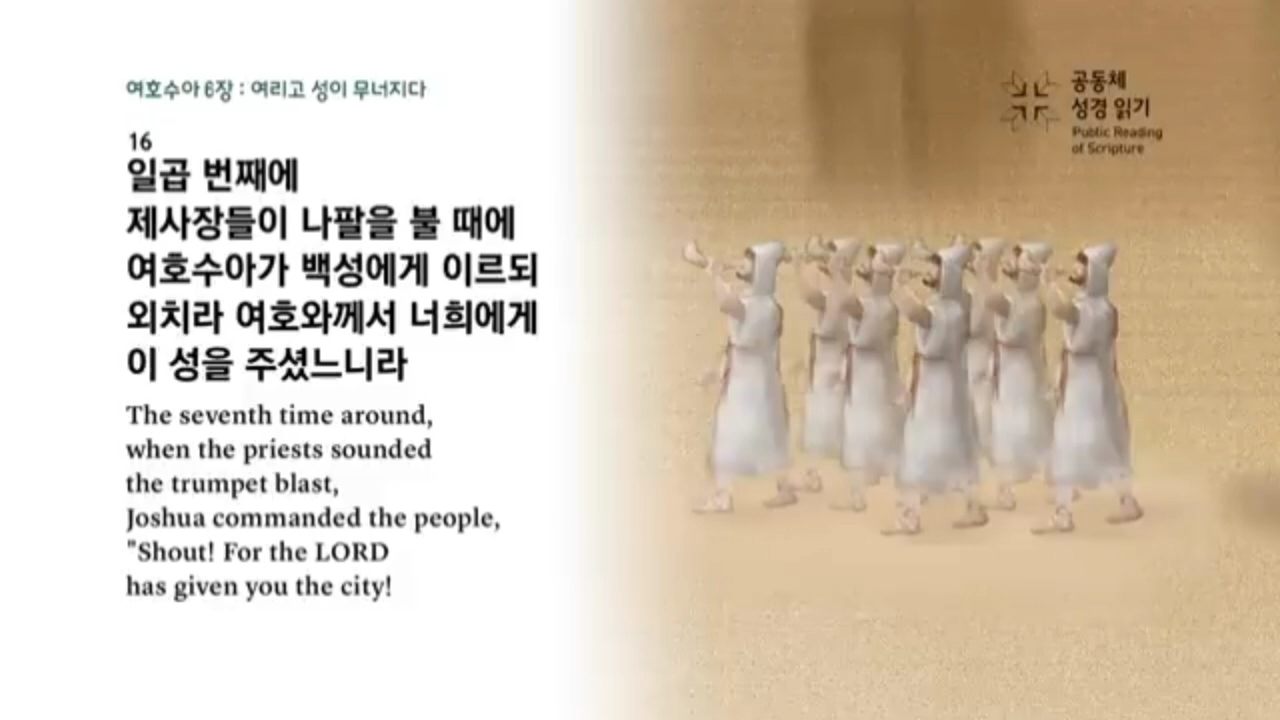 여호수아 6장 : 여리고 성이 무너지다
16
일곱 번째에
제사장들이 나팔을 불 때에
여호수아가 백성에게 이르되
외치라 여호와께서 너희에게
이 성을 주셨느니라
The seventh time around,
when the priests sounded
the trumpet blast,
Joshua commanded the people,
"Shout! For the LORD
has given you the city!
공동체
성경 읽기
Public Reading
of Scripture